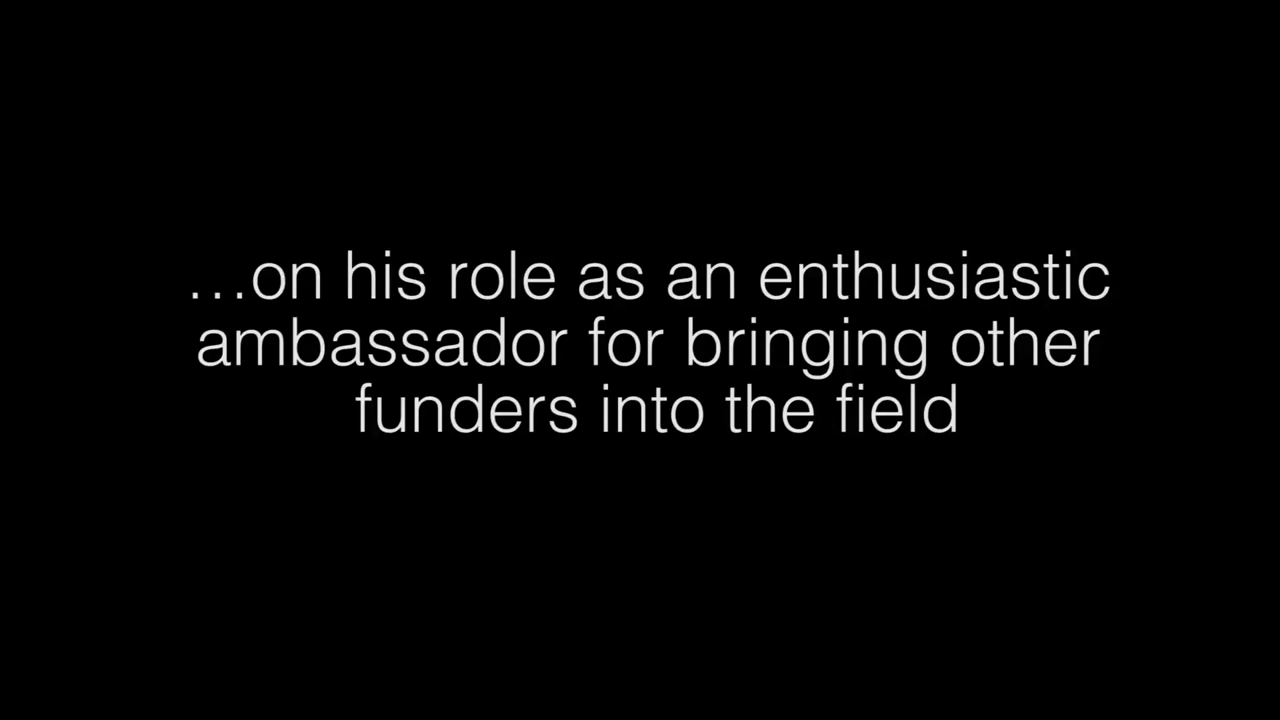 …on his role as an enthusiastic
ambassador for bringing other
funders into the field